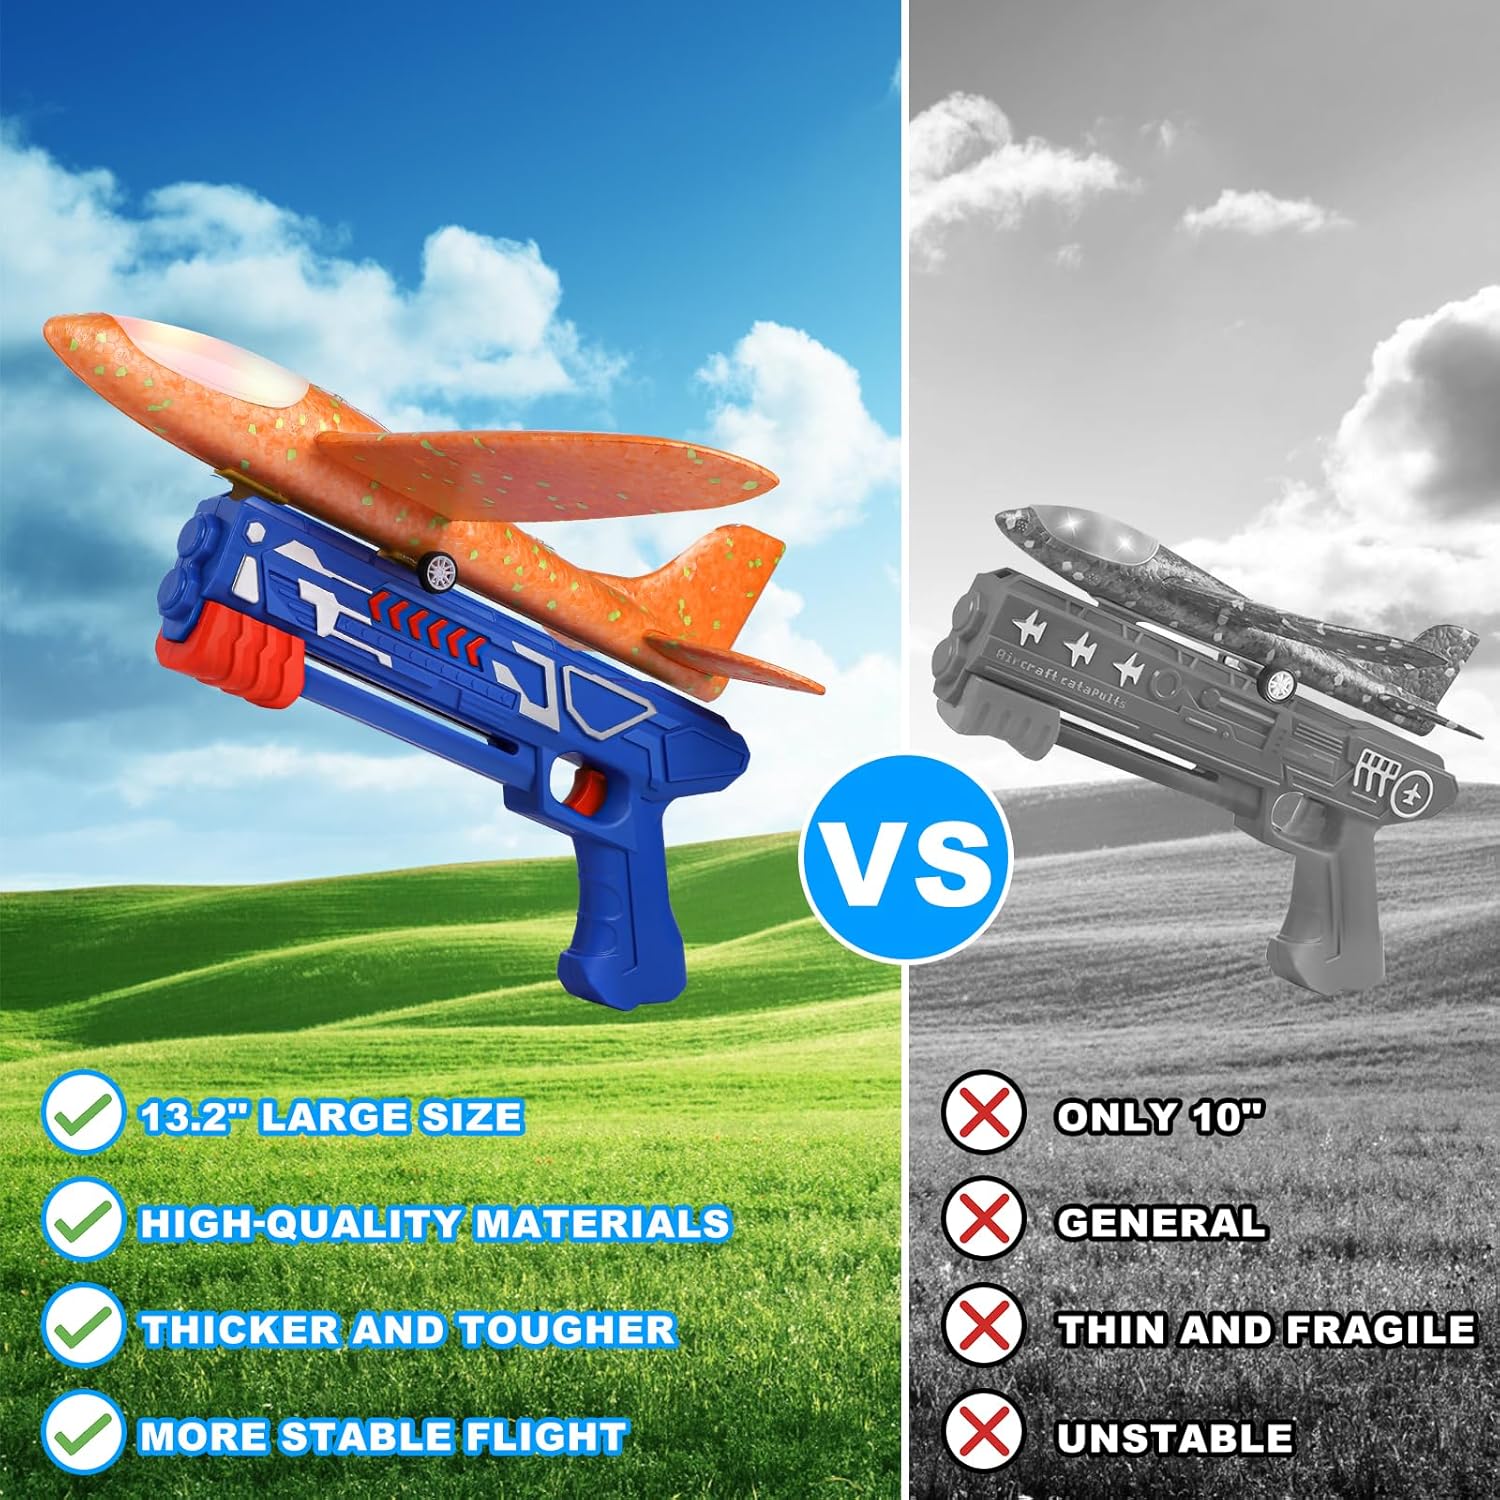 Aircraft cataPults
VS
13.2" LARGE SIZE
HIGH-QUALITY MATERIALS
THICKER AND TOUGHER
MORE STABLE FLIGHT
ONLY 10"
GENERAL
THIN AND FRAGILE
UNSTABLE